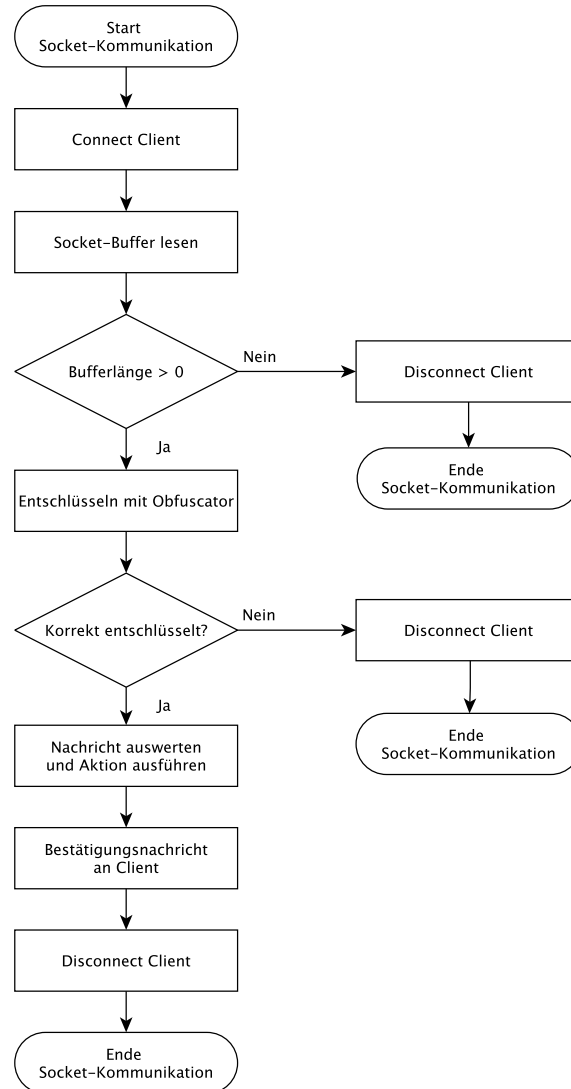 Start
Socket-Kommunikation
Connect Client
Socket-Buffer lesen
Bufferlänge > 0
Nein
Disconnect Client
Ja
Ende
Socket-Kommunikation
Entschlüsseln mit Obfuscator
Korrekt entschlüsselt?
Nein
Disconnect Client
Ja
Ende
Socket-Kommunikation
Nachricht auswerten
und Aktion ausführen
Bestätigungsnachricht
an Client
Disconnect Client
Ende
Socket-Kommunikation